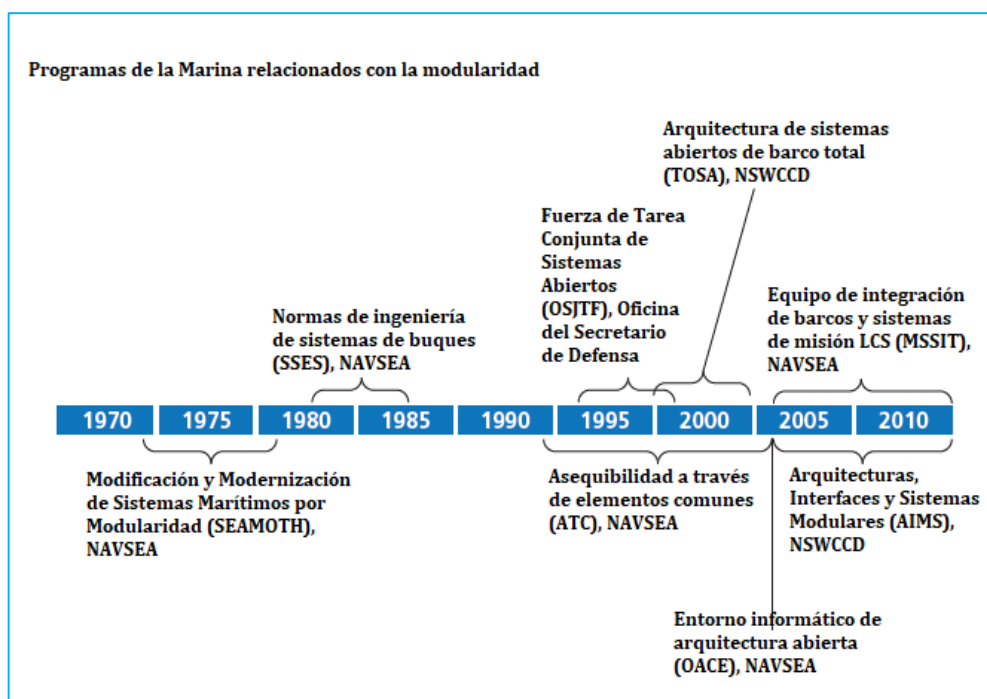 Programas de la Marina relacionados con la modularidad
Arquitectura de sistemas
abiertos de barco total
(TOSA), NSWCCD
Fuerza de Tarea
Conjunta de
Sistemas
Abiertos
(OSJTF), Oficina
del Secretario
de Defensa
Equipo de integración
de barcos y sistemas
de misión LCS (MSSIT),
NAVSEA
Normas de ingeniería
de sistemas de buques
(SSES), NAVSEA
1970 1975 1980 1985 1990 1995 2000 2005 2010
Modificación y Modernización
de Sistemas Marítimos por
Modularidad (SEAMOTH),
NAVSEA
Asequibilidad a través
de elementos comunes
(ATC), NAVSEA
Arquitecturas,
Interfaces y Sistemas
Modulares (AIMS),
NSWCCD
Entorno informático de
arquitectura abierta
(OACE), NAVSEA